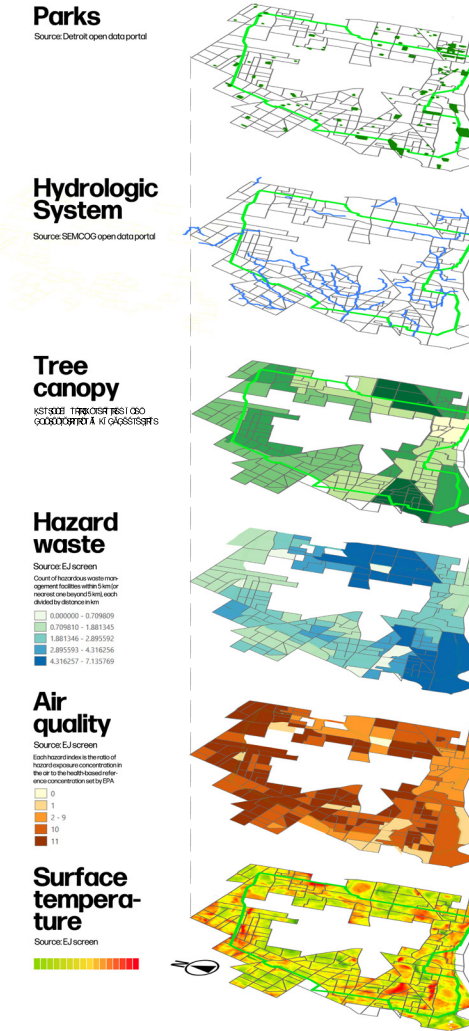 Parks
Source: Detroit open data portal
Hydrologic
System
Source: SEMCOG open data portal
Tree
canopy
Hazard
waste
Source: EJ screen
Count of hazardous waste man-
agement facilities within 5 km (or
nearest one beyond 5 km), each
divided by distance in km
0.000000 - 0.709809
0.709810 - 1.881345
1.881346 - 2.895592
2.895593 - 4.316256
4.316257 - 7.135769
Air
quality
Source: EJ screen
Each hazard index is the ratio of
hazard exposure concentration in
the air to the health-based refer-
ence concentration set by EPA
0
1
2 - 9
10
11
Surface
tempera-
ture
Source: EJ screen
N